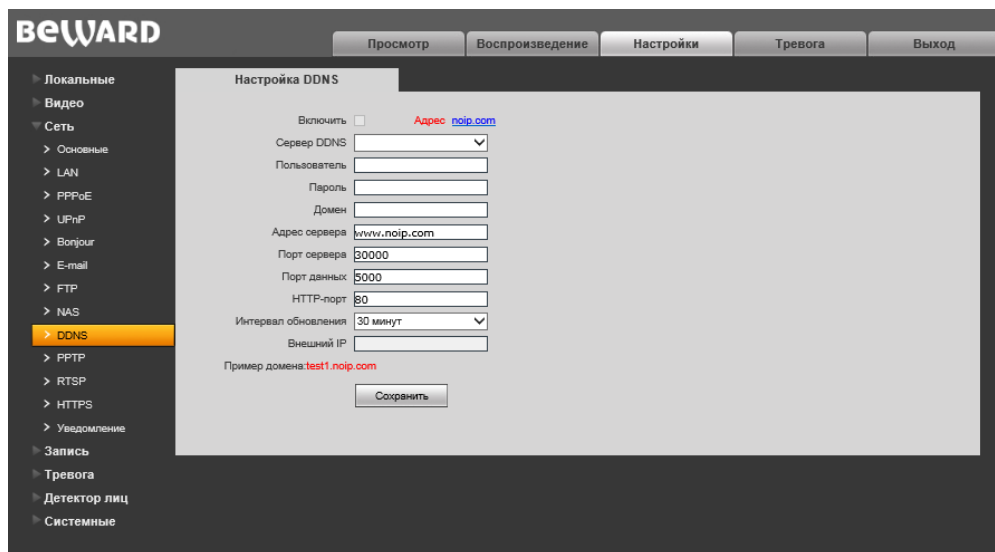 BEWARD
Просмотр
Воспроизведение
Настройки
Тревога
Выход
Локальные
Видео
Сеть
Основные
LAN
PPPoE
UPnP
Bonjour
E-mail
FTP
NAS
DDNS
PPTP
RTSP
HTTPS
Уведомление
Запись
Тревога
Детектор лиц
Системные
Настройка DDNS
Включить Адрес noip.com
Сервер DDNS
Пользователь
Пароль
Домен
Адрес сервера www.noip.com
Порт сервера 30000
Порт данных 5000
HTTP-порт 80
Интервал обновления 30 минут
Внешний IP
Пример домена:test1.noip.com
Сохранить